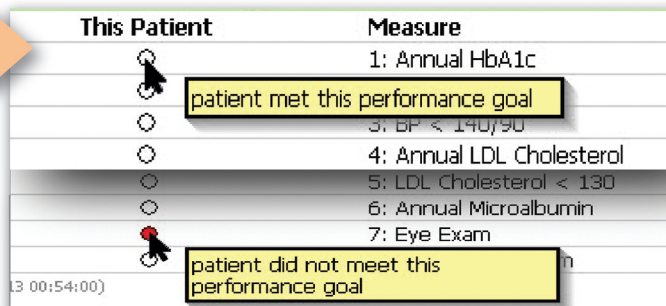 This Patient Measure
1: Annual HbA1c
patient met this performance goal
3: BP < 140/90
4: Annual LDL Cholesterol
5: LDL Cholesterol < 130
6: Annual Microalbumin
7: Eye Exam
patient did not meet this
performance goal
13 00:54:00)